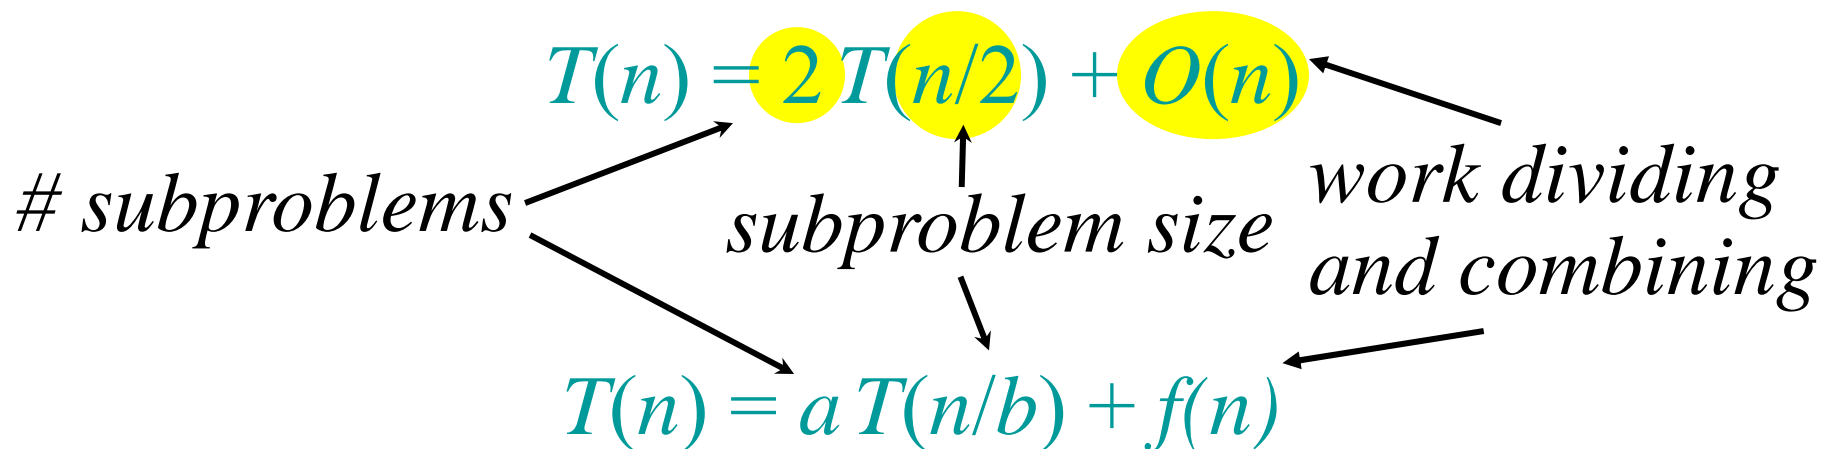 T(n) = 2 T(n/2) + O(n)
# subproblems
subproblem size
work dividing
and combining
T(n) = a T(n/b) + f(n)